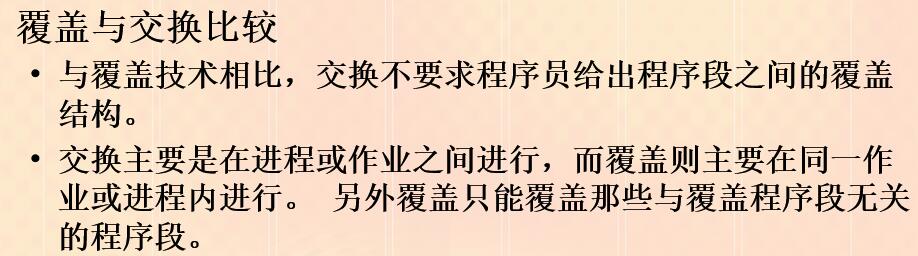 覆盖与交换比较
• 与覆盖技术相比，交换不要求程序员给出程序段之间的覆盖
结构。
• 交换主要是在进程或作业之间进行，而覆盖则主要在同一作
业或进程内进行。 另外覆盖只能覆盖那些与覆盖程序段无关
的程序段。